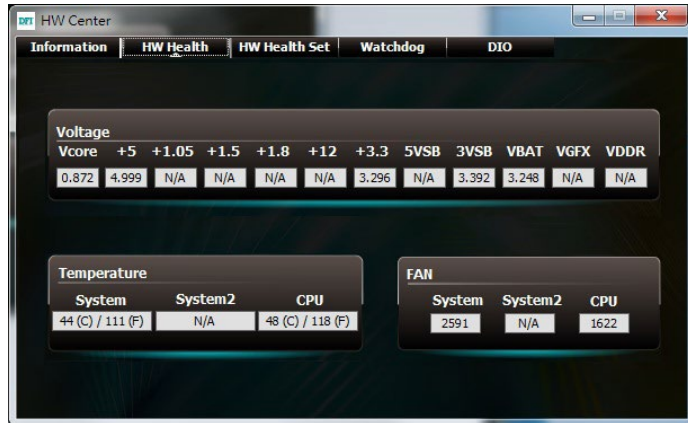 DFI HW Center
Information HW Health HW Health Set Watchdog DIO
Voltage
Vcore +5 +1.05 +1.5 +1.8 +12 +3.3 5VSB 3VSB VBAT VGFX VDDR
0.872 4.999 N/A N/A N/A N/A 3.296 N/A 3.392 3.248 N/A N/A
Temperature
System System2 CPU
44 (C) / 111 (F) N/A 48 (C) / 118 (F)
FAN
System System2 CPU
2591 N/A 1622